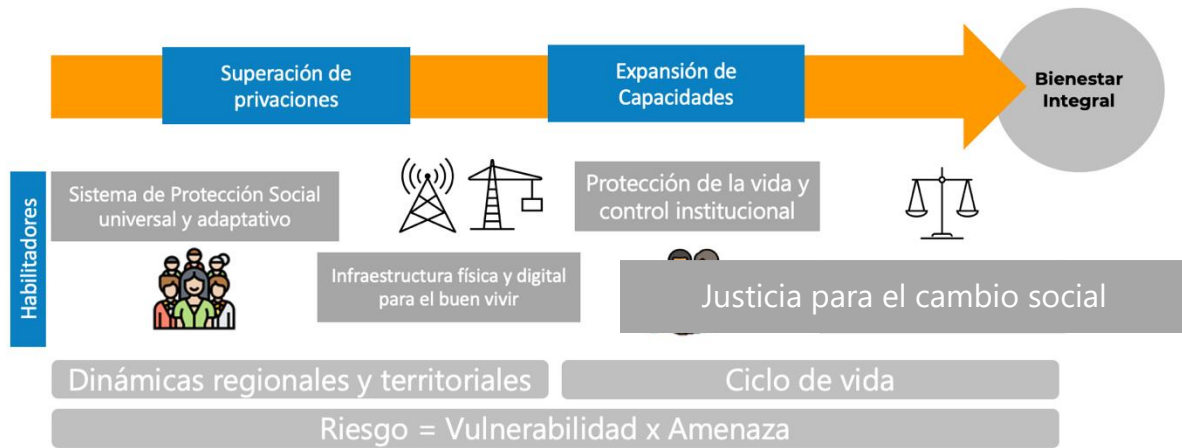 Superación de
privaciones
Expansión de
Capacidades
Bienestar
Integral
Habilitadores
Sistema de Protección Social
universal y adaptativo
Protección de la vida y
control institucional
Infraestructura física y digital
para el buen vivir
Justicia para el cambio social
Dinámicas regionales y territoriales
Ciclo de vida
Riesgo = Vulnerabilidad x Amenaza